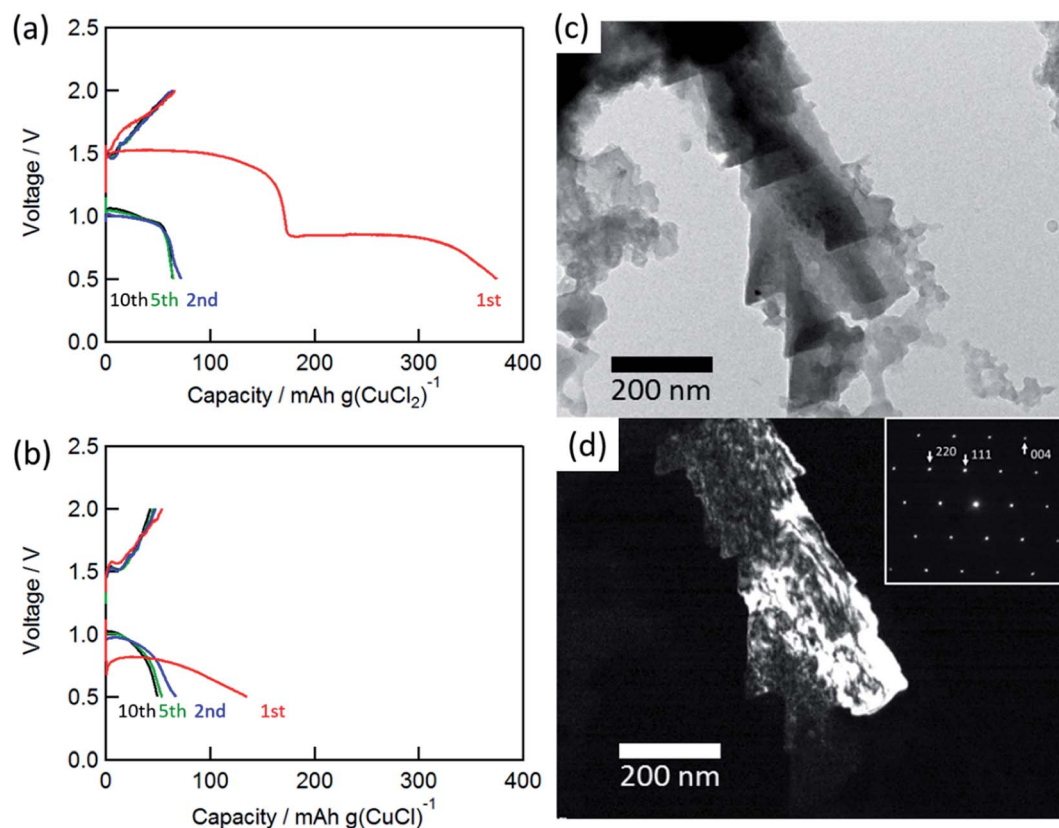 (a)
2.5
2.0
1.5
1.0
0.5
0.0
Voltage / V
10th 5th 2nd 1st
0 100 200 300 400
Capacity / mAh g(CuCl₂)⁻¹
(b)
2.5
2.0
1.5
1.0
0.5
0.0
Voltage / V
10th 5th 2nd 1st
0 100 200 300 400
Capacity / mAh g(CuCl)⁻¹
(c)
200 nm
(d)
220 111 004
200 nm